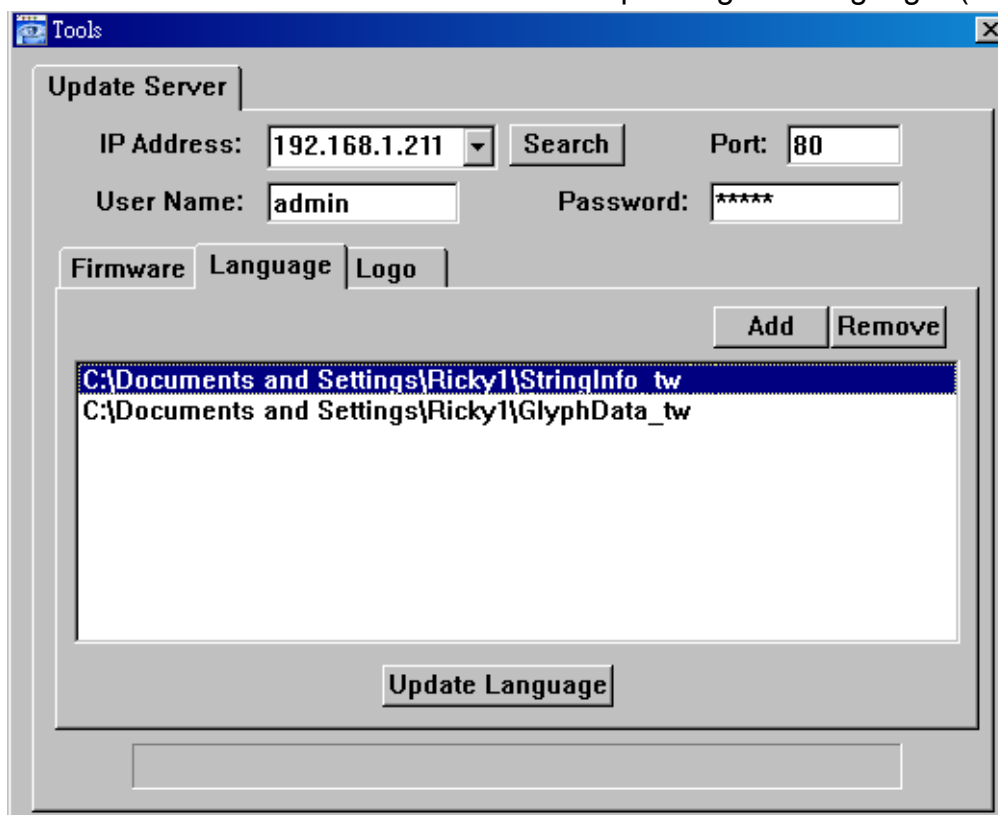 Tools
Update Server
IP Address: 192.168.1.211 Search Port: 80
User Name: admin Password: *****
Firmware Language Logo
Add Remove
C:\Documents and Settings\Ricky1\StringInfo_tw
C:\Documents and Settings\Ricky1\GlyphData_tw
Update Language